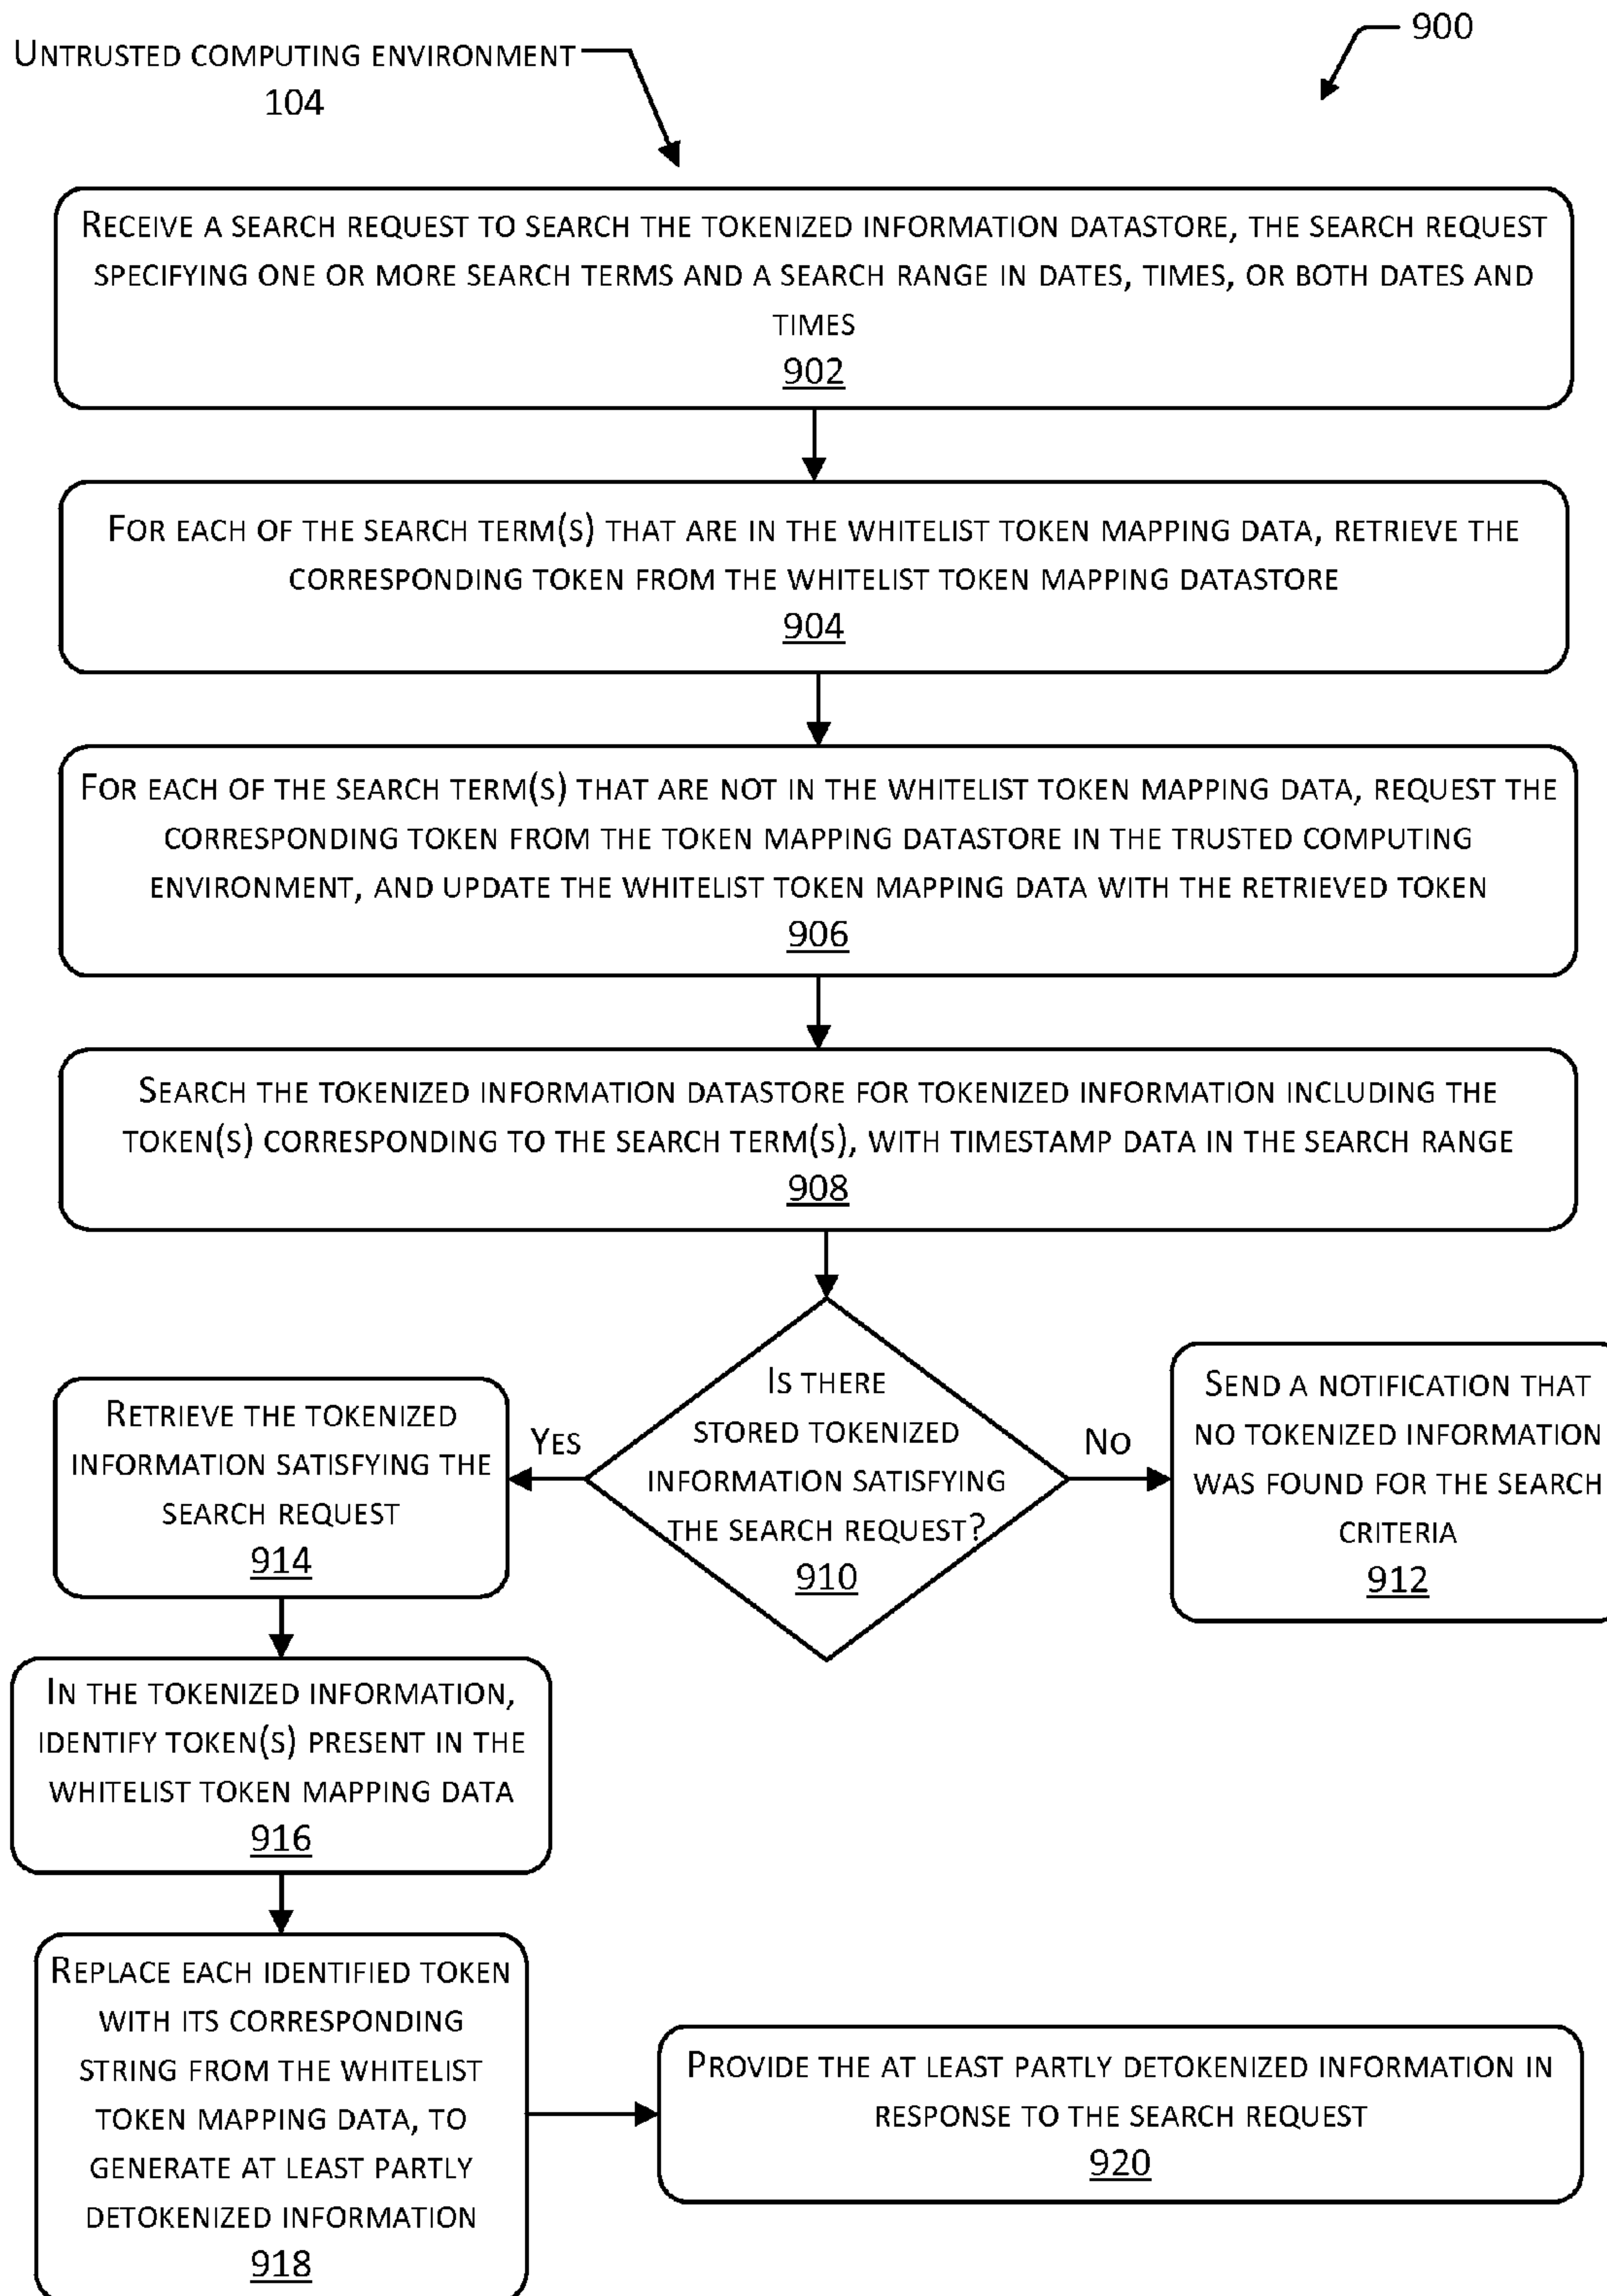 UNTRUSTED COMPUTING ENVIRONMENT
104
900
RECEIVE A SEARCH REQUEST TO SEARCH THE TOKENIZED INFORMATION DATASTORE, THE SEARCH REQUEST
SPECIFYING ONE OR MORE SEARCH TERMS AND A SEARCH RANGE IN DATES, TIMES, OR BOTH DATES AND
TIMES
902
FOR EACH OF THE SEARCH TERM(S) THAT ARE IN THE WHITELIST TOKEN MAPPING DATA, RETRIEVE THE
CORRESPONDING TOKEN FROM THE WHITELIST TOKEN MAPPING DATASTORE
904
FOR EACH OF THE SEARCH TERM(S) THAT ARE NOT IN THE WHITELIST TOKEN MAPPING DATA, REQUEST THE
CORRESPONDING TOKEN FROM THE TOKEN MAPPING DATASTORE IN THE TRUSTED COMPUTING
ENVIRONMENT, AND UPDATE THE WHITELIST TOKEN MAPPING DATA WITH THE RETRIEVED TOKEN
906
SEARCH THE TOKENIZED INFORMATION DATASTORE FOR TOKENIZED INFORMATION INCLUDING THE
TOKEN(S) CORRESPONDING TO THE SEARCH TERM(S), WITH TIMESTAMP DATA IN THE SEARCH RANGE
908
IS THERE
STORED TOKENIZED
INFORMATION SATISFYING
THE SEARCH REQUEST?
910
NO
SEND A NOTIFICATION THAT
NO TOKENIZED INFORMATION
WAS FOUND FOR THE SEARCH
CRITERIA
912
YES
RETRIEVE THE TOKENIZED
INFORMATION SATISFYING THE
SEARCH REQUEST
914
IN THE TOKENIZED INFORMATION,
IDENTIFY TOKEN(S) PRESENT IN THE
WHITELIST TOKEN MAPPING DATA
916
REPLACE EACH IDENTIFIED TOKEN
WITH ITS CORRESPONDING
STRING FROM THE WHITELIST
TOKEN MAPPING DATA, TO
GENERATE AT LEAST PARTLY
DETOKENIZED INFORMATION
918
PROVIDE THE AT LEAST PARTLY DETOKENIZED INFORMATION IN
RESPONSE TO THE SEARCH REQUEST
920